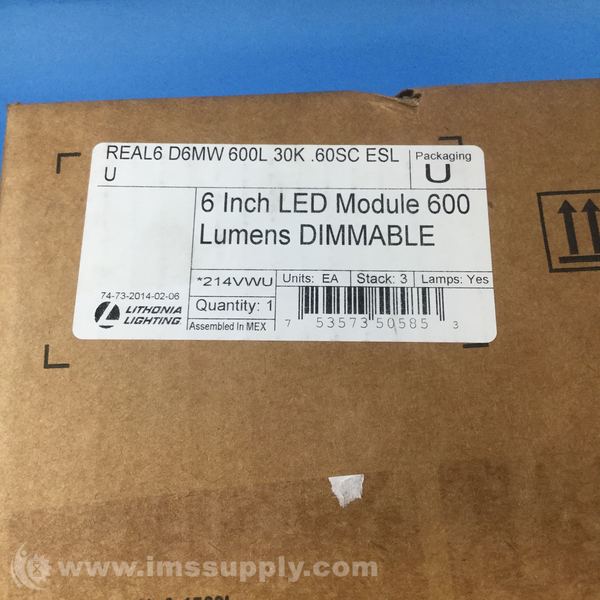 REAL6 D6MW 600L 30K .60SC ESL
U
Packaging
U
6 Inch LED Module 600
Lumens DIMMABLE
*214VWU
Units: EA
Stack: 3
Lamps: Yes
74-73-2014-02-06
LITHONIA
LIGHTING
Quantity: 1
Assembled In MEX
7 53573 50585 3
www.imssupply.com